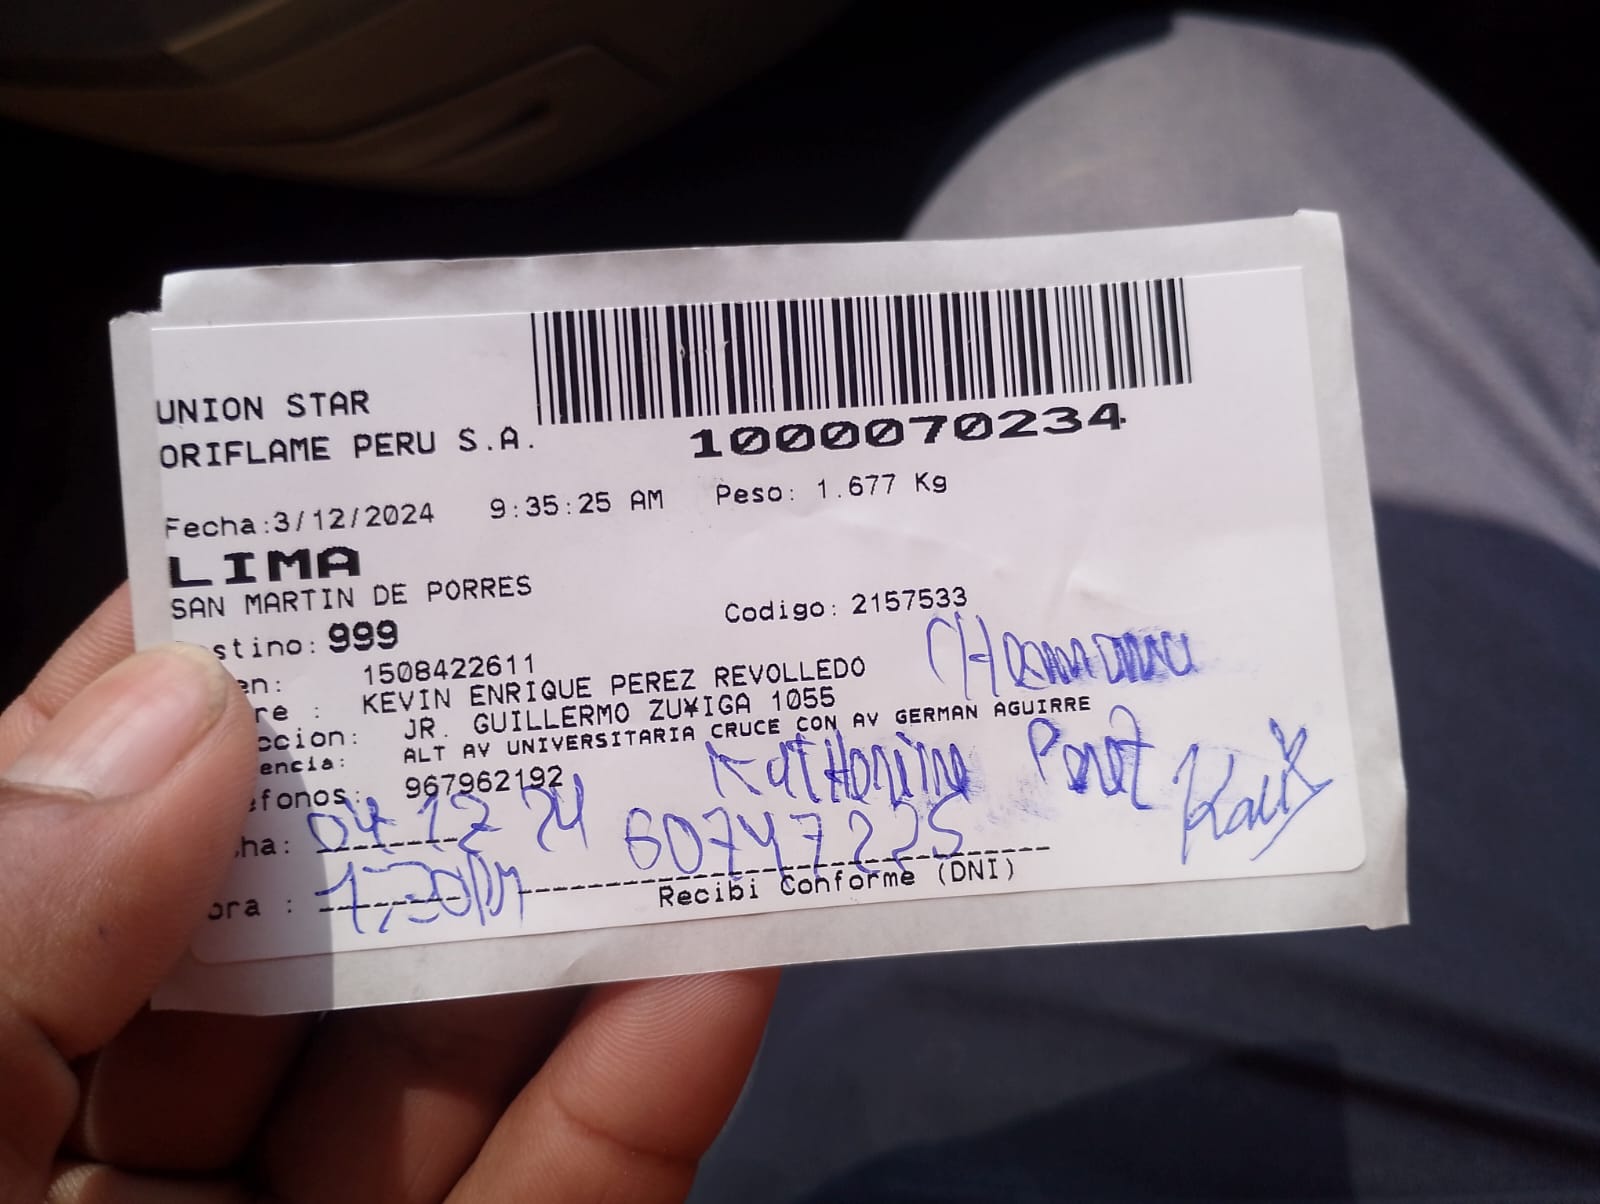 UNION STAR
ORIFLAME PERU S.A.
1000070234
Fecha:3/12/2024 9:35:25 AM Peso: 1.677 Kg
LIMA
SAN MARTIN DE PORRES
stino: 999 Codigo: 2157533
en: 1508422611
re : KEVIN ENRIQUE PEREZ REVOLLEDO
ccion: JR. GUILLERMO ZU¥IGA 1055
encia: ALT AV UNIVERSITARIA CRUCE CON AV GERMAN AGUIRRE
efonos: 967962192
ha: 04 12 24 60747225
ora :
Recibi Conforme (DNI)